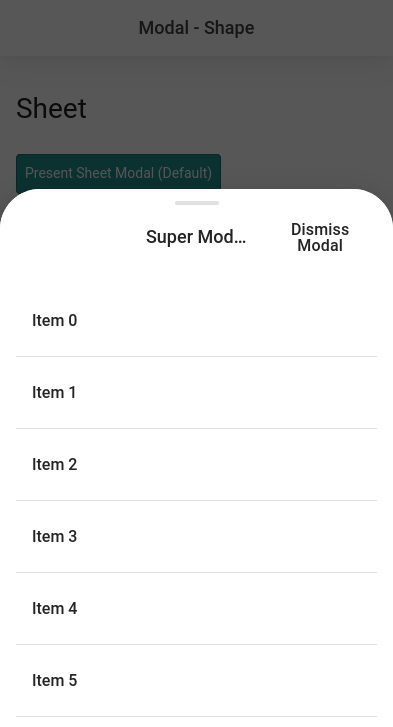 Modal - Shape
Sheet
Present Sheet Modal (Default)
Super Mod...
Dismiss
Modal
Item 0
Item 1
Item 2
Item 3
Item 4
Item 5